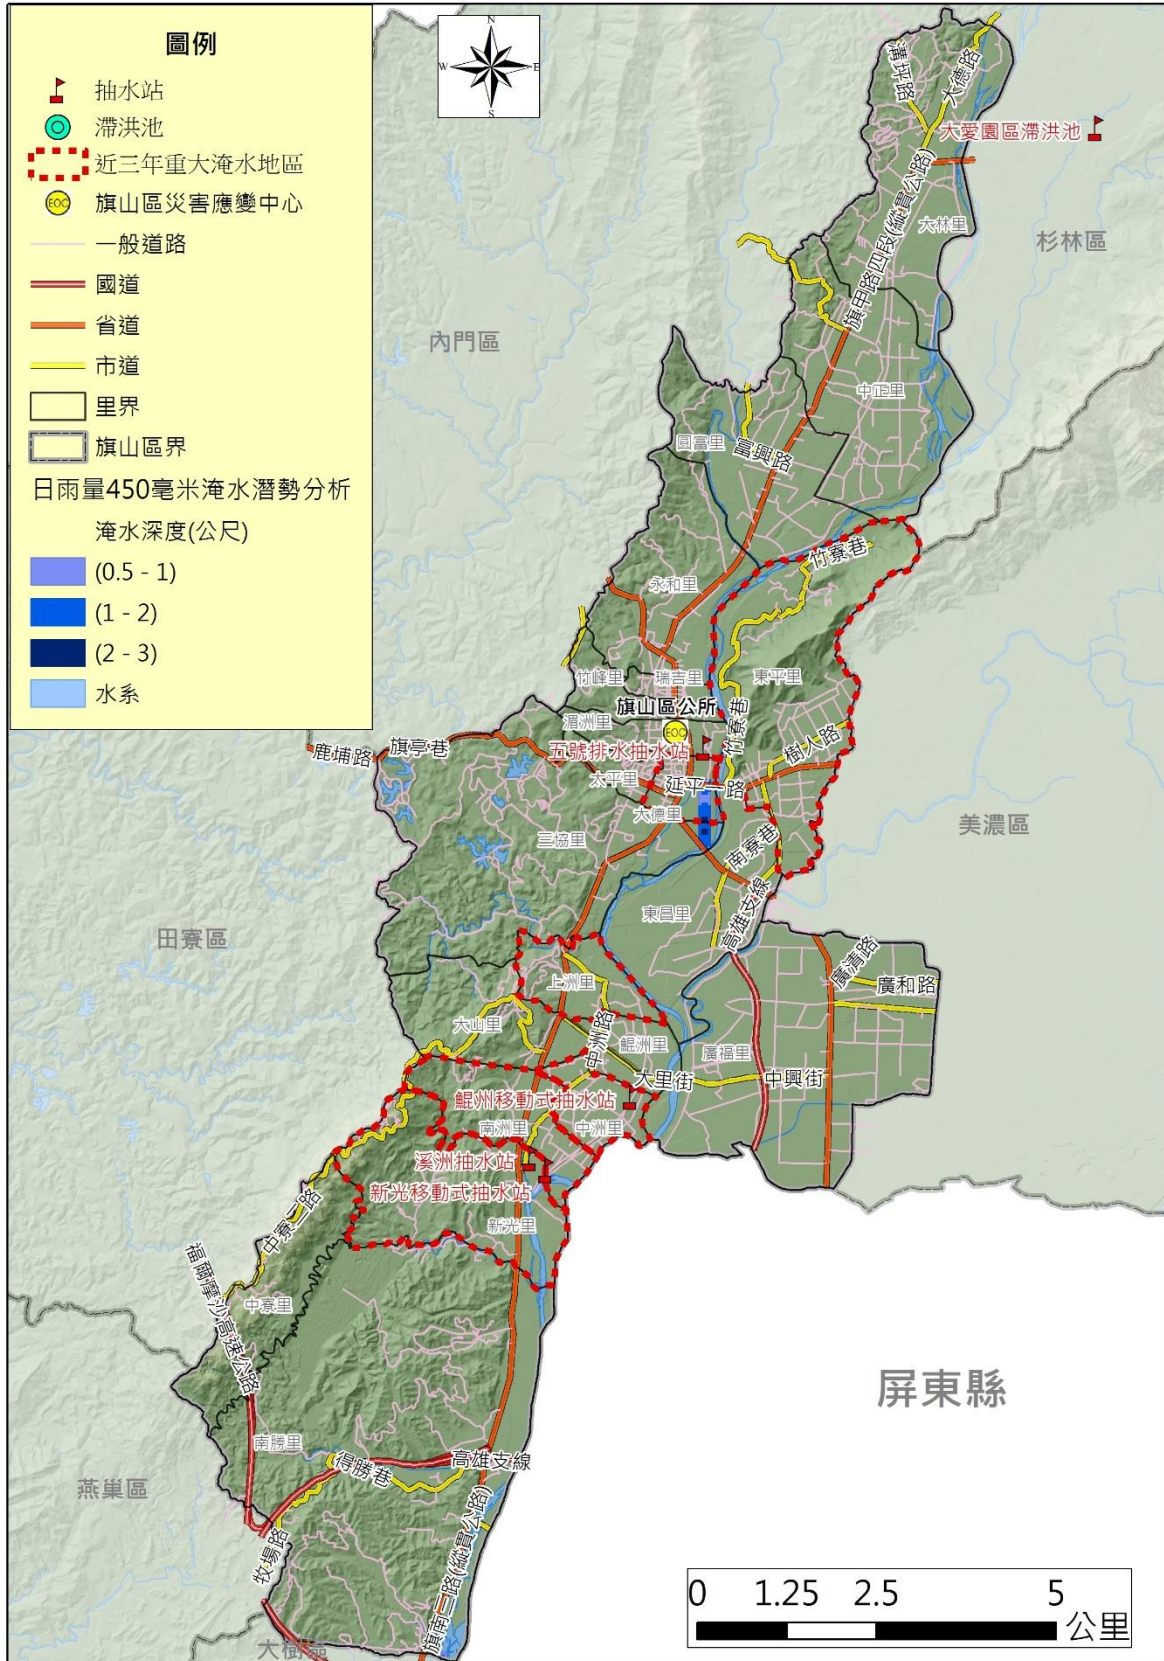 圖例
抽水站
滯洪池
近三年重大淹水地區
EOC
旗山區災害應變中心
一般道路
國道
省道
市道
里界
旗山區界
日雨量450毫米淹水潛勢分析
淹水深度(公尺)
(0.5 - 1)
(1 - 2)
(2 - 3)
水系
N
W
E
S
溝坪路
大德路
大愛園區滯洪池
大林里
杉林區
旗甲路四段(縱貫公路)
內門區
中正里
圓富里
富興路
竹寮巷
永和里
竹峰里
瑞吉里
東平里
旗山區公所
湄洲里
EOC
竹寮巷
鹿埔路
旗亭巷
五號排水抽水站
樹人路
太平里
延平一路
大德里
美濃區
三協里
南寮巷
東昌里
高雄支線
田寮區
廣清路
上洲里
廣和路
大山里
中洲路
鯤洲里
廣福里
大里街
中興街
鯤州移動式抽水站
南洲里
中洲里
溪洲抽水站
新光移動式抽水站
新光里
中寮二路
福爾摩沙高速公路
中寮里
屏東縣
南勝里
得勝巷
高雄支線
燕巢區
牧場路
旗南三路(縱貫公路)
大樹區
0 1.25 2.5 5
公里